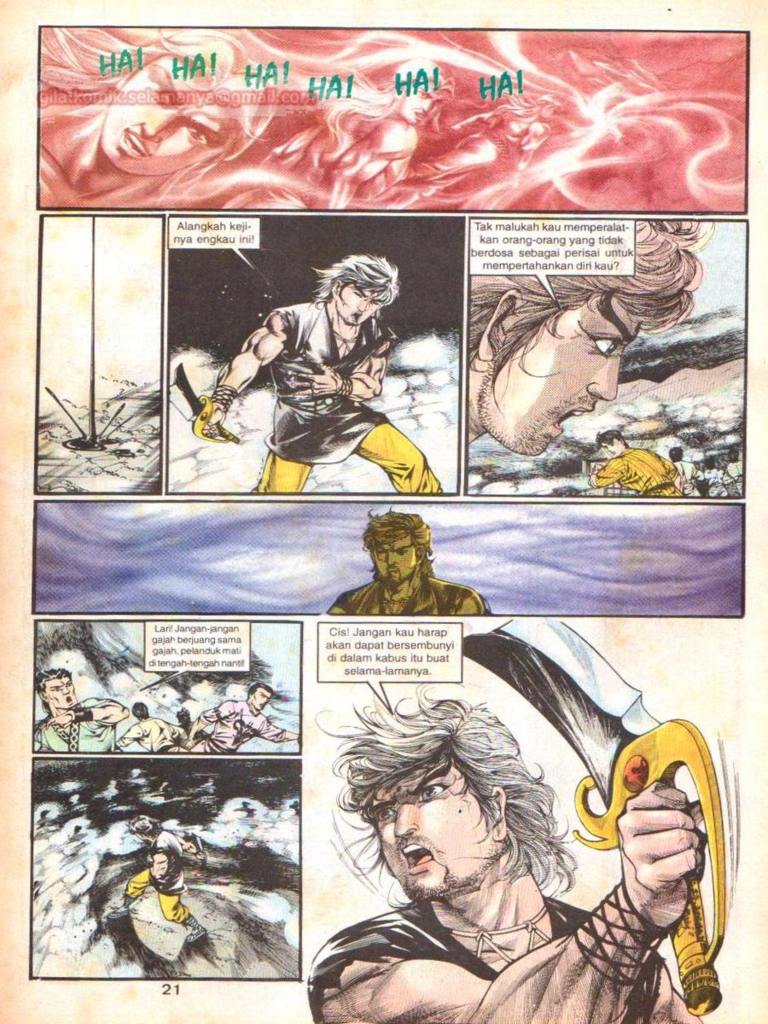 HA! HA! HA! HA! HA! HA!
gila-komik-selamanya@gmail.com
Alangkah keji-
nya engkau ini!
Tak malukah kau memperalat-
kan orang-orang yang tidak
berdosa sebagai perisai untuk
mempertahankan diri kau?
Lari! Jangan-jangan
gajah berjuang sama
gajah, pelanduk mati
di tengah-tengah nanti!
Cis! Jangan kau harap
akan dapat bersembunyi
di dalam kabus itu buat
selama-lamanya.
21